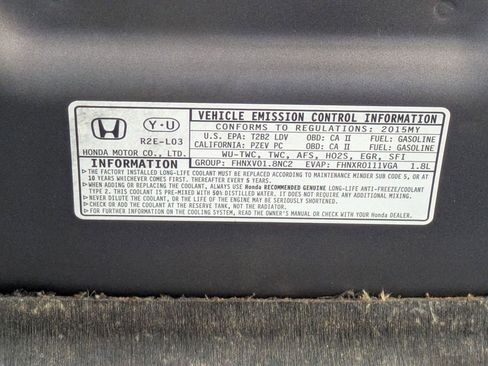 Y-U
R2E-L03
HONDA MOTOR CO., LTD.
VEHICLE EMISSION CONTROL INFORMATION
CONFORMS TO REGULATIONS: 2015MY
U.S. EPA: T2B2 LDV OBD: CA II FUEL: GASOLINE
CALIFORNIA: PZEV PC OBD: CA II FUEL: GASOLINE
WU-TWC, TWC, AFS, HO2S, EGR, SFI
GROUP: FHNXV01.8NC2 EVAP: FHNXR0111VGA 1.8L
INFORMATION
▷ THE FACTORY INSTALLED LONG-LIFE COOLANT MUST BE REPLACED ACCORDING TO MAINTENANCE MINDER SUB CODE 5, OR AT
10 YEARS WHICHEVER COMES FIRST. THEREAFTER EVERY 5 YEARS.
▷ WHEN ADDING OR REPLACING THE COOLANT, ALWAYS USE Honda RECOMMENDED GENUINE LONG-LIFE ANTI-FREEZE/COOLANT
TYPE 2. THIS COOLANT IS PRE-MIXED WITH 50% DISTILLED WATER AND DOES NOT NEED ANY ADDITIONAL MIXING.
▷ NEVER DILUTE THE COOLANT, OR THE LIFE OF THE ENGINE MAY BE SERIOUSLY SHORTENED.
▷ CHECK AND ADD COOLANT AT THE RESERVE TANK, NOT THE RADIATOR.
▷ FOR FURTHER INFORMATION ON THE COOLING SYSTEM, READ THE OWNER'S MANUAL OR CHECK WITH YOUR Honda DEALER.